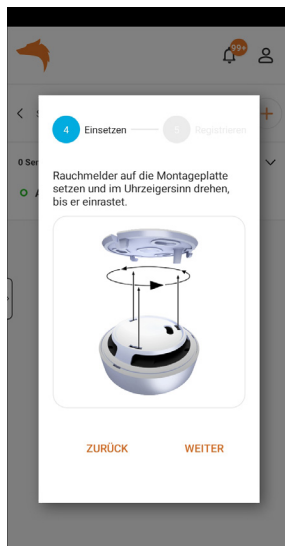 99+
0 Ser
4 Einsetzen Registrieren
Rauchmelder auf die Montageplatte
setzen und im Uhrzeigersinn drehen,
bis er einrastet.
ZURÜCK WEITER